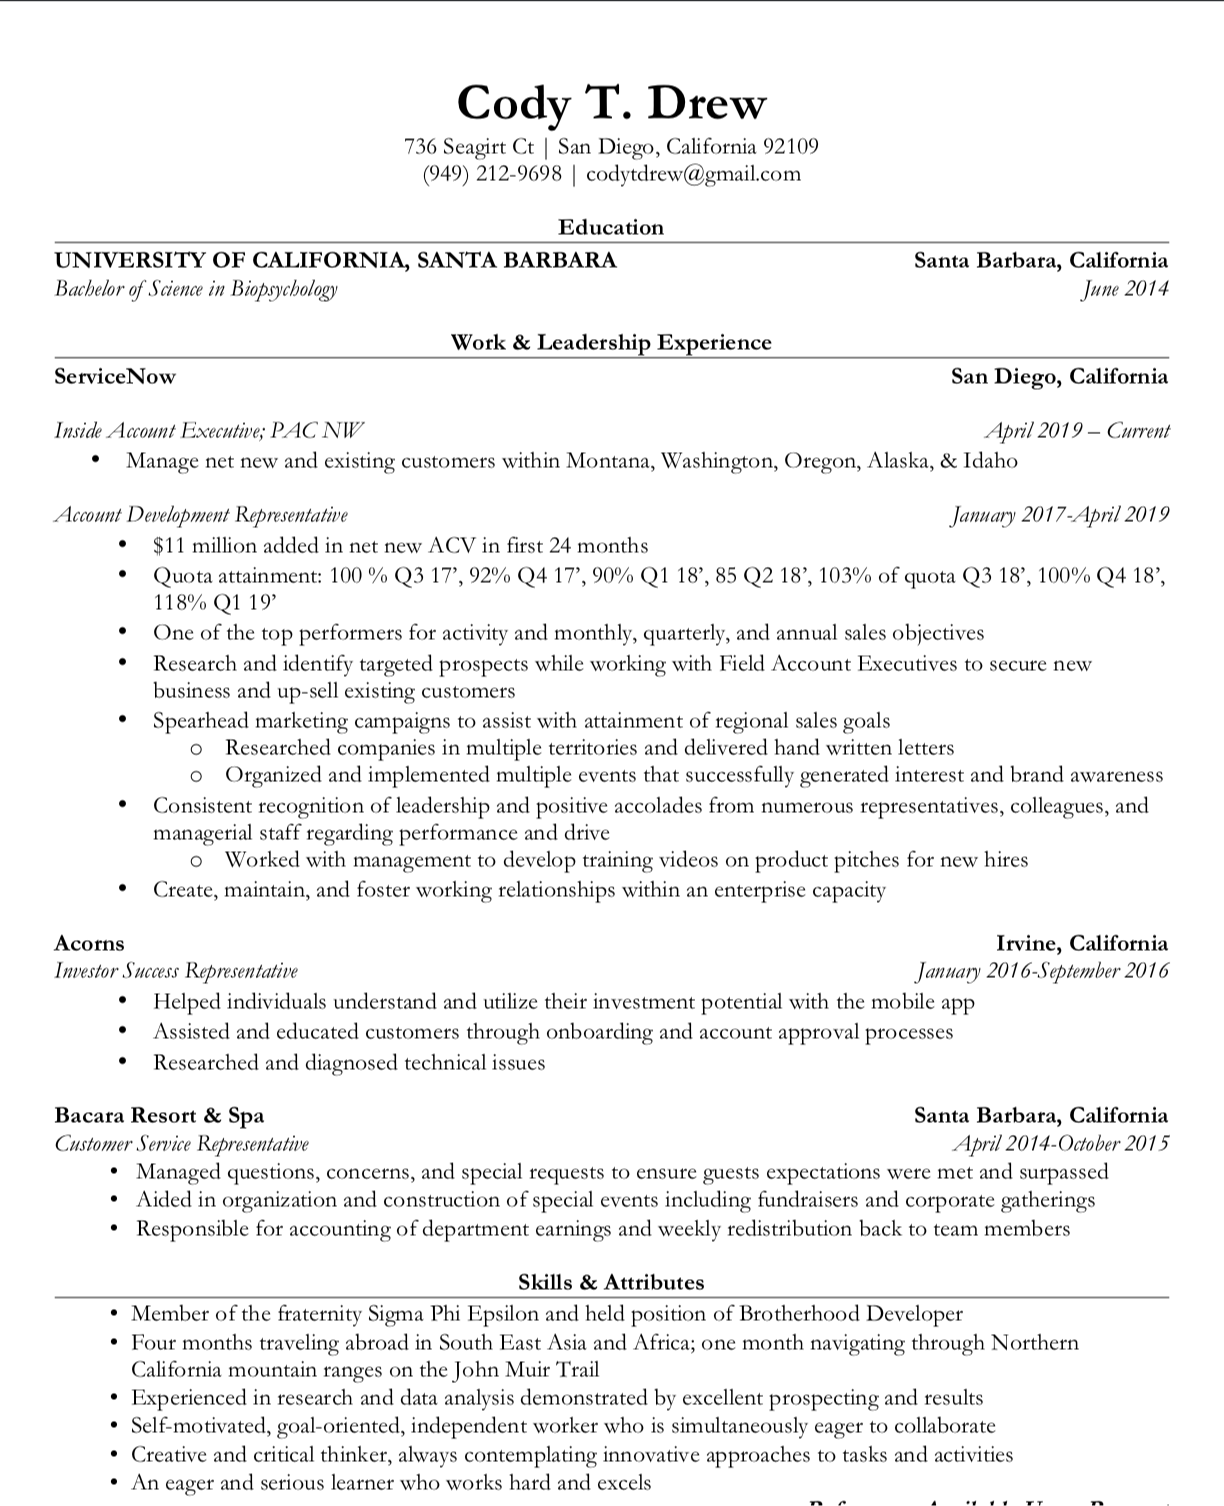 Cody T. Drew
736 Seagirt Ct | San Diego, California 92109
(949) 212-9698 | codytdrew@gmail.com
Education
UNIVERSITY OF CALIFORNIA, SANTA BARBARA Santa Barbara, California
Bachelor of Science in Biopsychology June 2014
Work & Leadership Experience
ServiceNow San Diego, California
Inside Account Executive; PAC NW April 2019 – Current
• Manage net new and existing customers within Montana, Washington, Oregon, Alaska, & Idaho
Account Development Representative January 2017-April 2019
• $11 million added in net new ACV in first 24 months
• Quota attainment: 100 % Q3 17’, 92% Q4 17’, 90% Q1 18’, 85 Q2 18’, 103% of quota Q3 18’, 100% Q4 18’,
118% Q1 19’
• One of the top performers for activity and monthly, quarterly, and annual sales objectives
• Research and identify targeted prospects while working with Field Account Executives to secure new
business and up-sell existing customers
• Spearhead marketing campaigns to assist with attainment of regional sales goals
o Researched companies in multiple territories and delivered hand written letters
o Organized and implemented multiple events that successfully generated interest and brand awareness
• Consistent recognition of leadership and positive accolades from numerous representatives, colleagues, and
managerial staff regarding performance and drive
o Worked with management to develop training videos on product pitches for new hires
• Create, maintain, and foster working relationships within an enterprise capacity
Acorns Irvine, California
Investor Success Representative January 2016-September 2016
• Helped individuals understand and utilize their investment potential with the mobile app
• Assisted and educated customers through onboarding and account approval processes
• Researched and diagnosed technical issues
Bacara Resort & Spa Santa Barbara, California
Customer Service Representative April 2014-October 2015
• Managed questions, concerns, and special requests to ensure guests expectations were met and surpassed
• Aided in organization and construction of special events including fundraisers and corporate gatherings
• Responsible for accounting of department earnings and weekly redistribution back to team members
Skills & Attributes
• Member of the fraternity Sigma Phi Epsilon and held position of Brotherhood Developer
• Four months traveling abroad in South East Asia and Africa; one month navigating through Northern
California mountain ranges on the John Muir Trail
• Experienced in research and data analysis demonstrated by excellent prospecting and results
• Self-motivated, goal-oriented, independent worker who is simultaneously eager to collaborate
• Creative and critical thinker, always contemplating innovative approaches to tasks and activities
• An eager and serious learner who works hard and excels